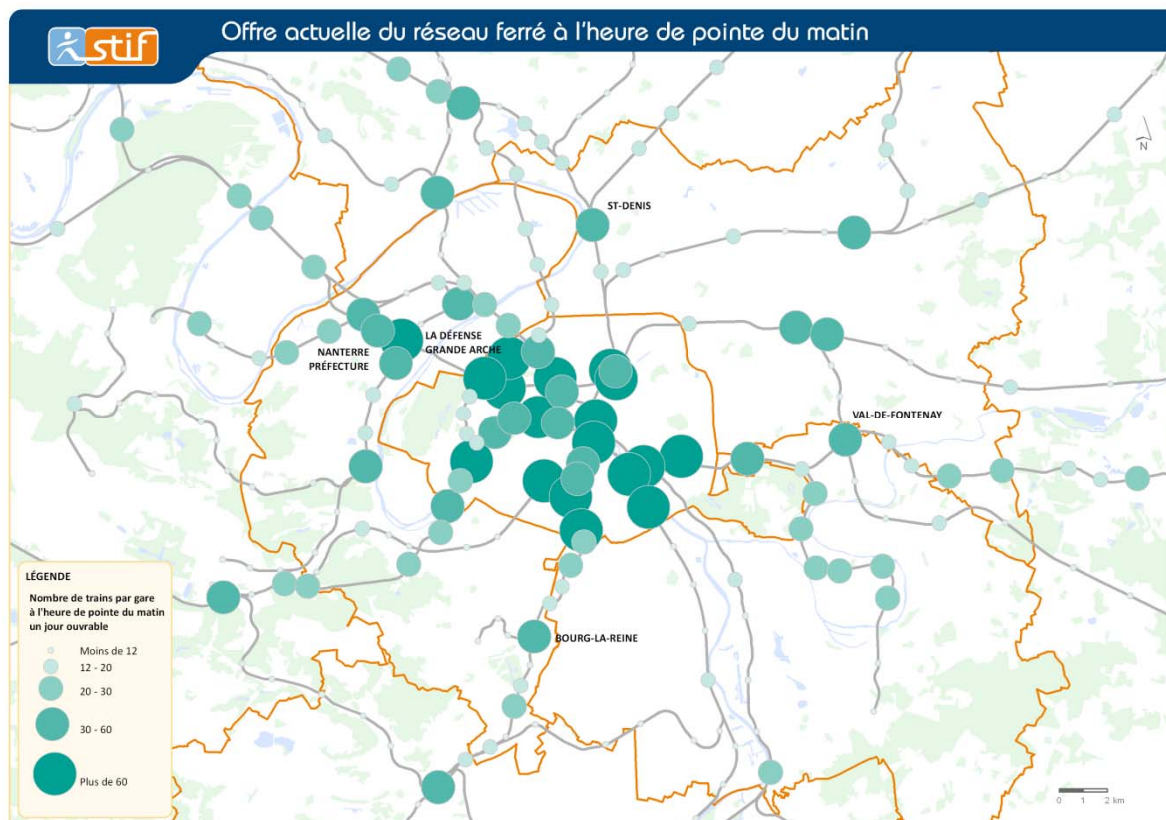 stif
Offre actuelle du réseau ferré à l'heure de pointe du matin
N
ST-DENIS
LA DÉFENSE
GRANDE ARCHE
NANTERRE
PRÉFECTURE
VAL-DE-FONTENAY
BOURG-LA-REINE
LÉGENDE
Nombre de trains par gare
à l'heure de pointe du matin
un jour ouvrable
Moins de 12
12 - 20
20 - 30
30 - 60
Plus de 60
0 1 2 km